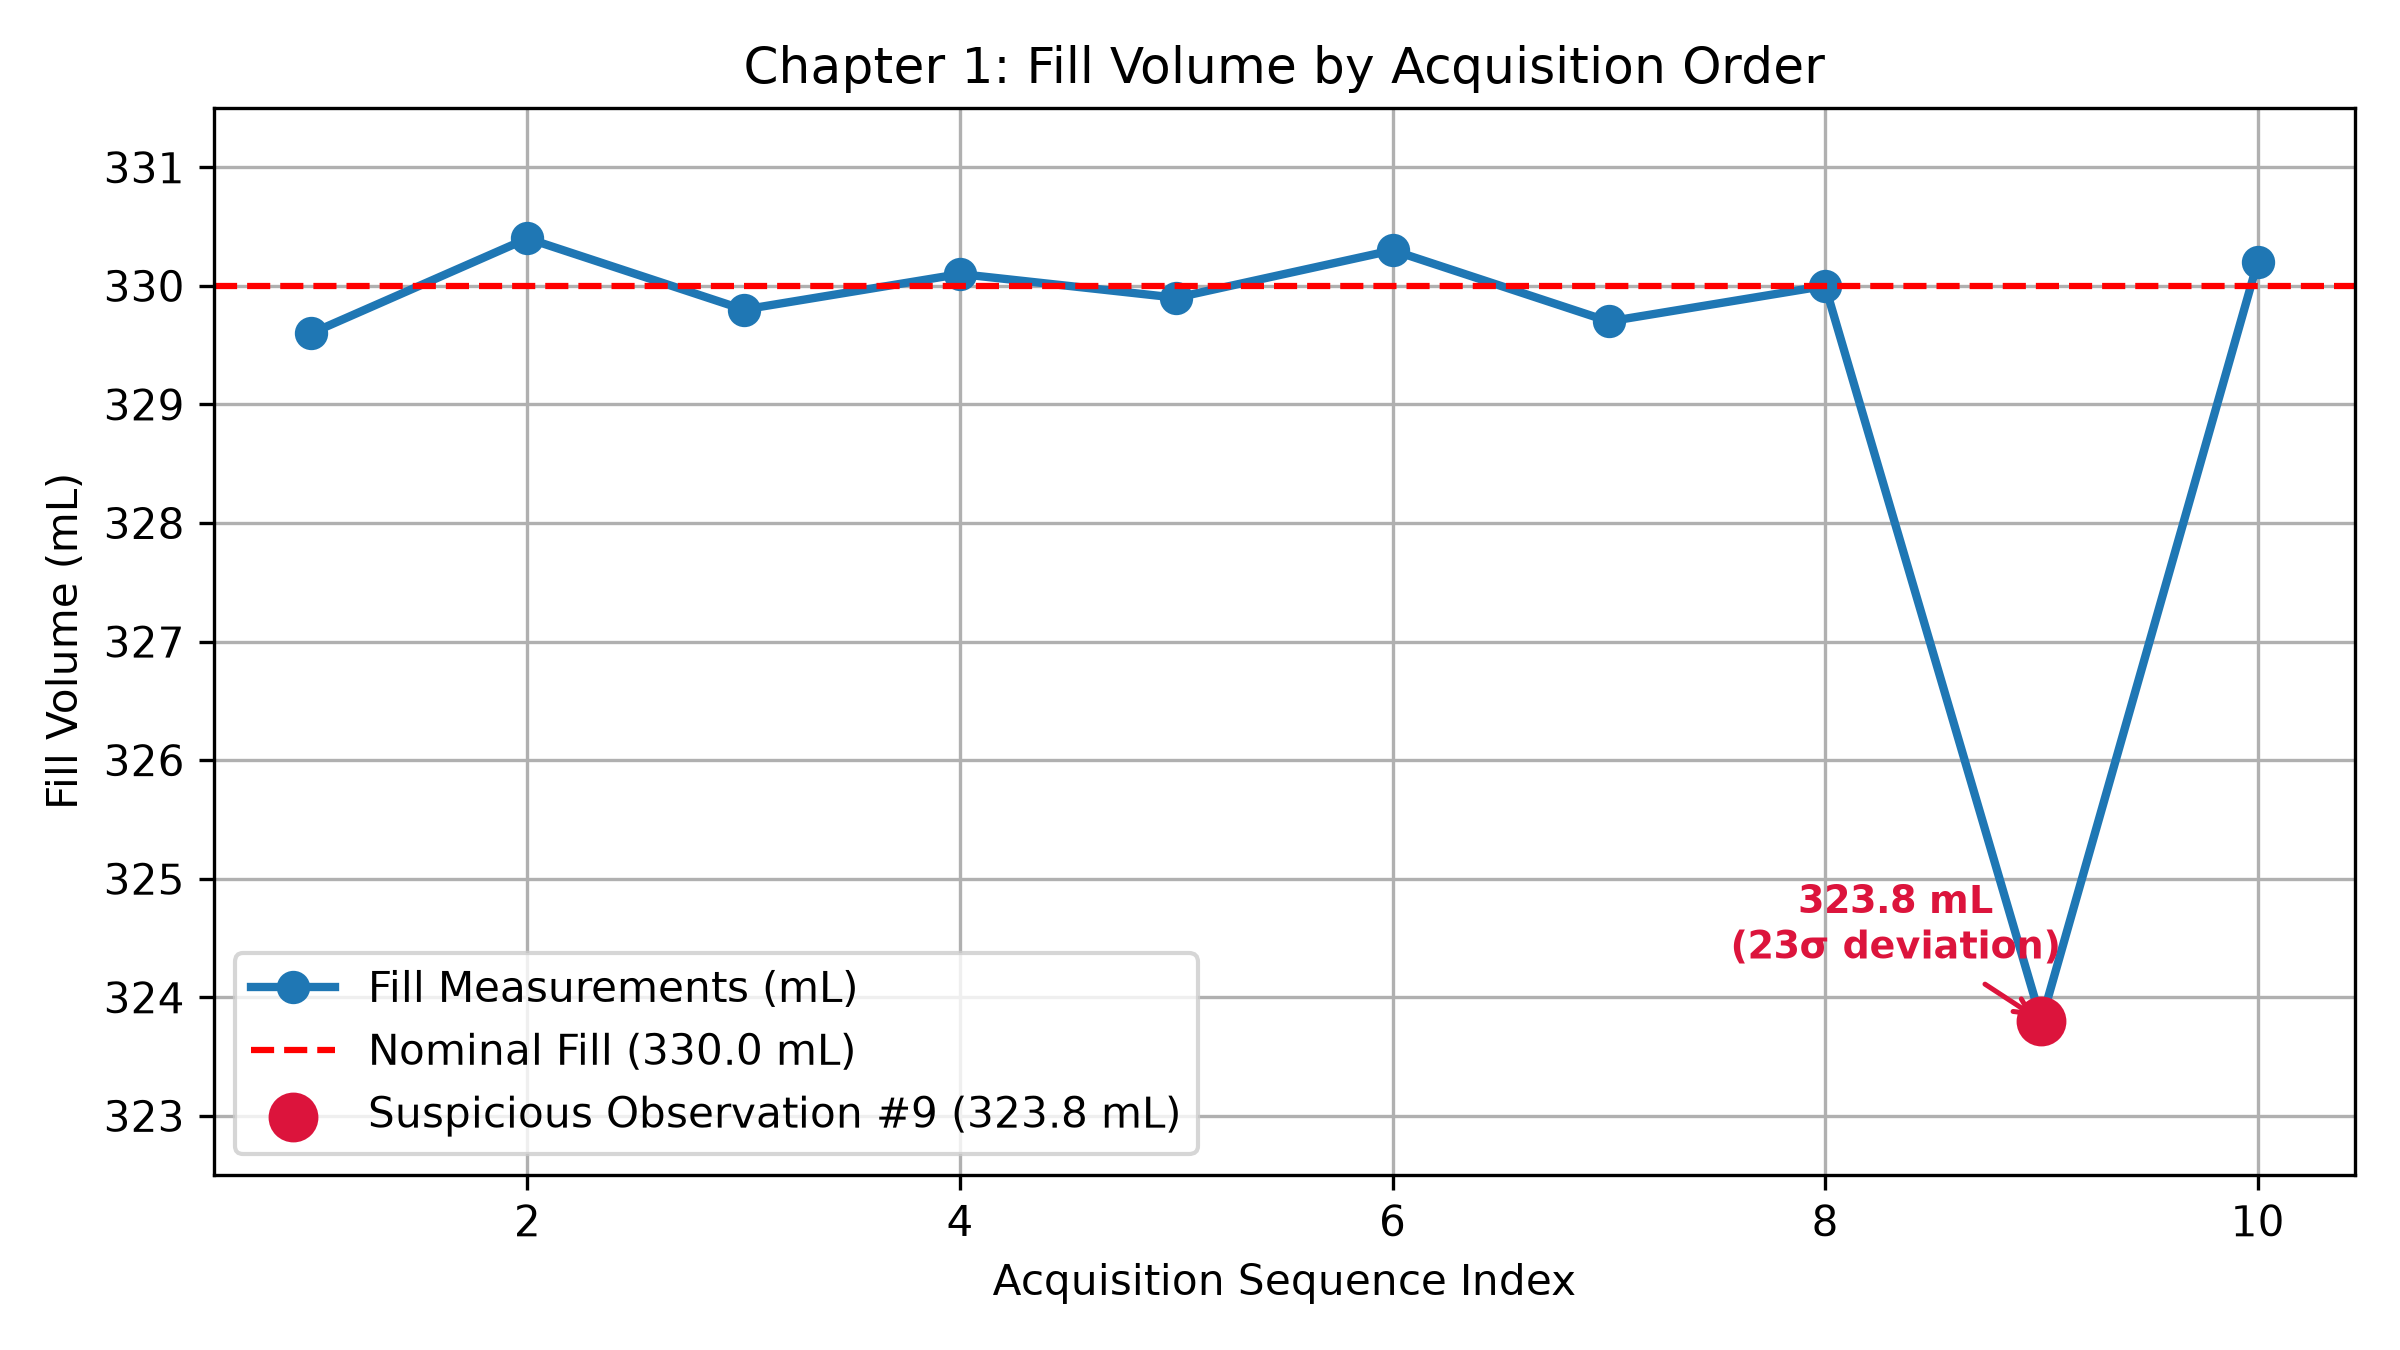 Chapter 1: Fill Volume by Acquisition Order
Fill Volume (mL)
331
330
329
328
327
326
325
324
323
323.8 mL
(23σ deviation)
Fill Measurements (mL)
Nominal Fill (330.0 mL)
Suspicious Observation #9 (323.8 mL)
2 4 6 8 10
Acquisition Sequence Index